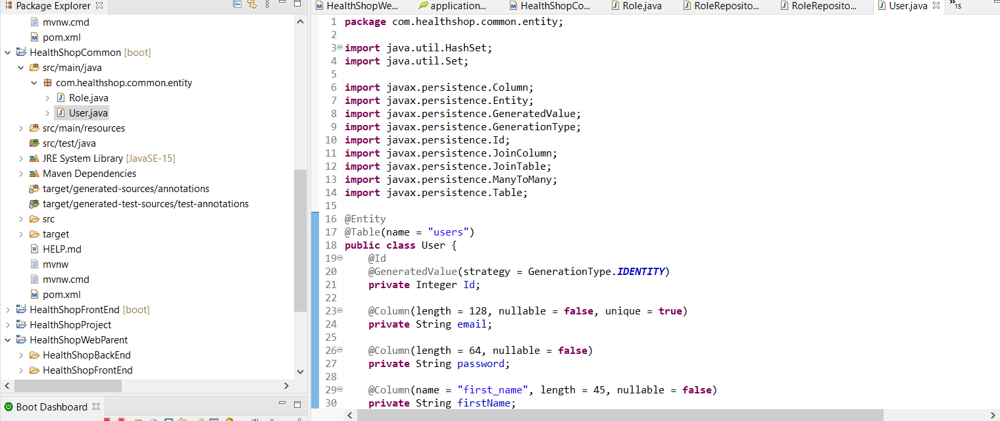 Package Explorer
mvnw.cmd
pom.xml
HealthShopCommon [boot]
src/main/java
com.healthshop.common.entity
Role.java
User.java
src/main/resources
src/test/java
JRE System Library [JavaSE-15]
Maven Dependencies
target/generated-sources/annotations
target/generated-test-sources/test-annotations
src
target
HELP.md
mvnw
mvnw.cmd
pom.xml
HealthShopFrontEnd [boot]
HealthShopProject
HealthShopWebParent
HealthShopBackEnd
HealthShopFrontEnd
Boot Dashboard
HealthShopWe... application... HealthShopCo... Role.java RoleReposito... RoleReposito... User.java »15
1 package com.healthshop.common.entity;
2
3 import java.util.HashSet;
4 import java.util.Set;
5
6 import javax.persistence.Column;
7 import javax.persistence.Entity;
8 import javax.persistence.GeneratedValue;
9 import javax.persistence.GenerationType;
10 import javax.persistence.Id;
11 import javax.persistence.JoinColumn;
12 import javax.persistence.JoinTable;
13 import javax.persistence.ManyToMany;
14 import javax.persistence.Table;
15
16 @Entity
17 @Table(name = "users")
18 public class User {
19 @Id
20 @GeneratedValue(strategy = GenerationType.IDENTITY)
21 private Integer Id;
22
23 @Column(length = 128, nullable = false, unique = true)
24 private String email;
25
26 @Column(length = 64, nullable = false)
27 private String password;
28
29 @Column(name = "first_name", length = 45, nullable = false)
30 private String firstName;